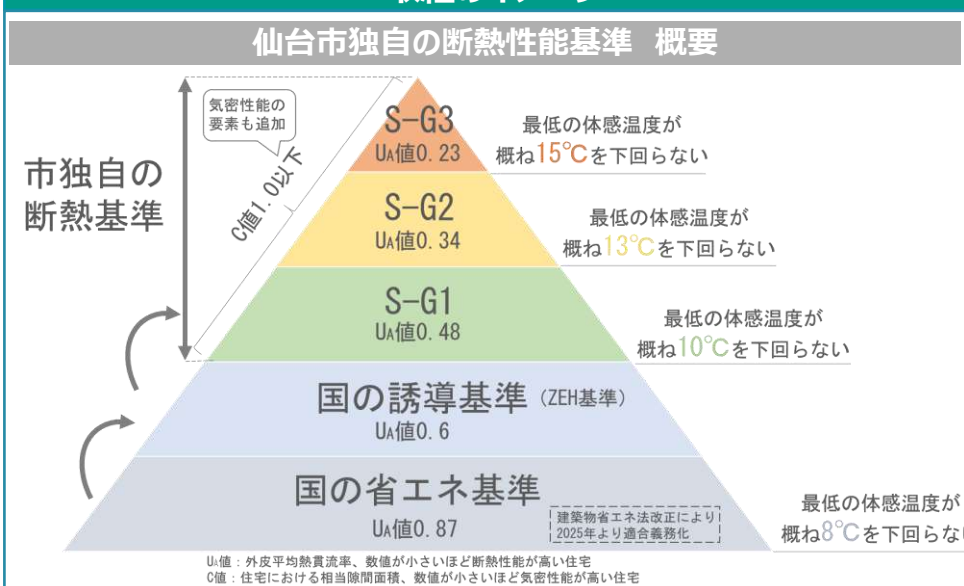 仙台市独自の断熱性能基準 概要
気密性能の
要素も追加
市独自の
断熱基準
C値1.0以下
S-G3
UA値0.23
最低の体感温度が
概ね15℃を下回らない
S-G2
UA値0.34
最低の体感温度が
概ね13℃を下回らない
S-G1
UA値0.48
最低の体感温度が
概ね10℃を下回らない
国の誘導基準(ZEH基準)
UA値0.6
国の省エネ基準
UA値0.87
建築物省エネ法改正により
2025年より適合義務化
最低の体感温度が
概ね8℃を下回らな
UA値:外皮平均熱貫流率、数値が小さいほど断熱性能が高い住宅
C値:住宅における相当隙間面積、数値が小さいほど気密性能が高い住宅